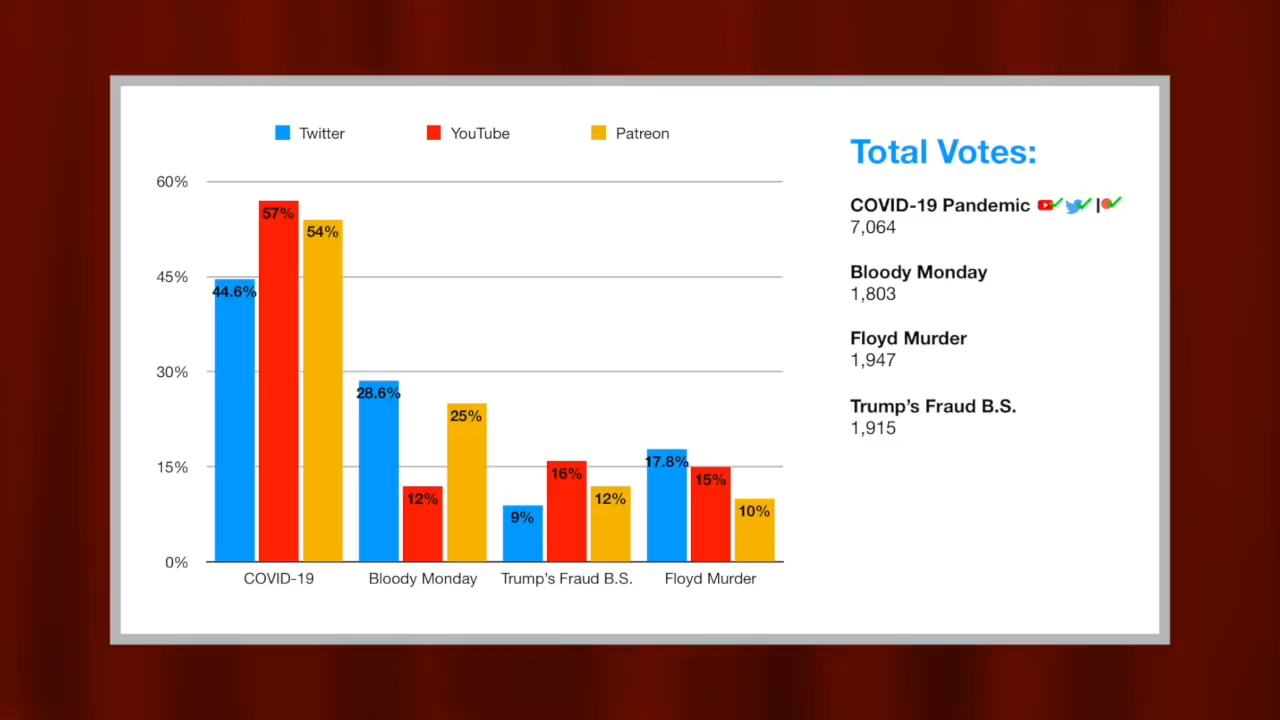 Twitter YouTube Patreon
60%
45%
30%
15%
0%
44.6% 57% 54%
28.6% 12% 25%
9% 16% 12%
17.8% 15% 10%
COVID-19 Bloody Monday Trump’s Fraud B.S. Floyd Murder
Total Votes:
COVID-19 Pandemic
7,064
Bloody Monday
1,803
Floyd Murder
1,947
Trump’s Fraud B.S.
1,915